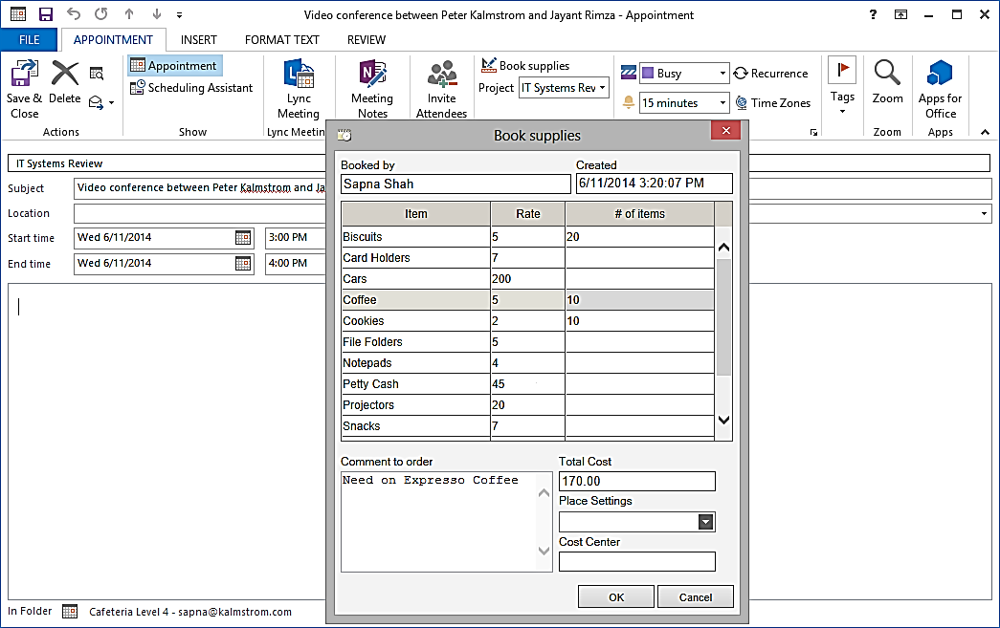 Video conference between Peter Kalmstrom and Jayant Rimza - Appointment
?
FILE APPOINTMENT INSERT FORMAT TEXT REVIEW
Save & Close
Delete
Actions
Appointment
Scheduling Assistant
Show
Lync Meeting
Lync Meetin
Meeting Notes
Invite Attendees
Book supplies
Project IT Systems Rev
Busy
15 minutes
Recurrence
Time Zones
Tags
Zoom
Zoom
Apps for Office
Apps
IT Systems Review
Subject Video conference between Peter Kalmstrom and Ja
Location
Start time Wed 6/11/2014 3:00 PM
End time Wed 6/11/2014 4:00 PM
Book supplies
Booked by Created
Sapna Shah 6/11/2014 3:20:07 PM
Item Rate # of items
Biscuits 5 20
Card Holders 7
Cars 200
Coffee 5 10
Cookies 2 10
File Folders 5
Notepads 4
Petty Cash 45
Projectors 20
Snacks 7
Comment to order
Need on Expresso Coffee
Total Cost
170.00
Place Settings
Cost Center
OK Cancel
In Folder Cafeteria Level 4 - sapna@kalmstrom.com